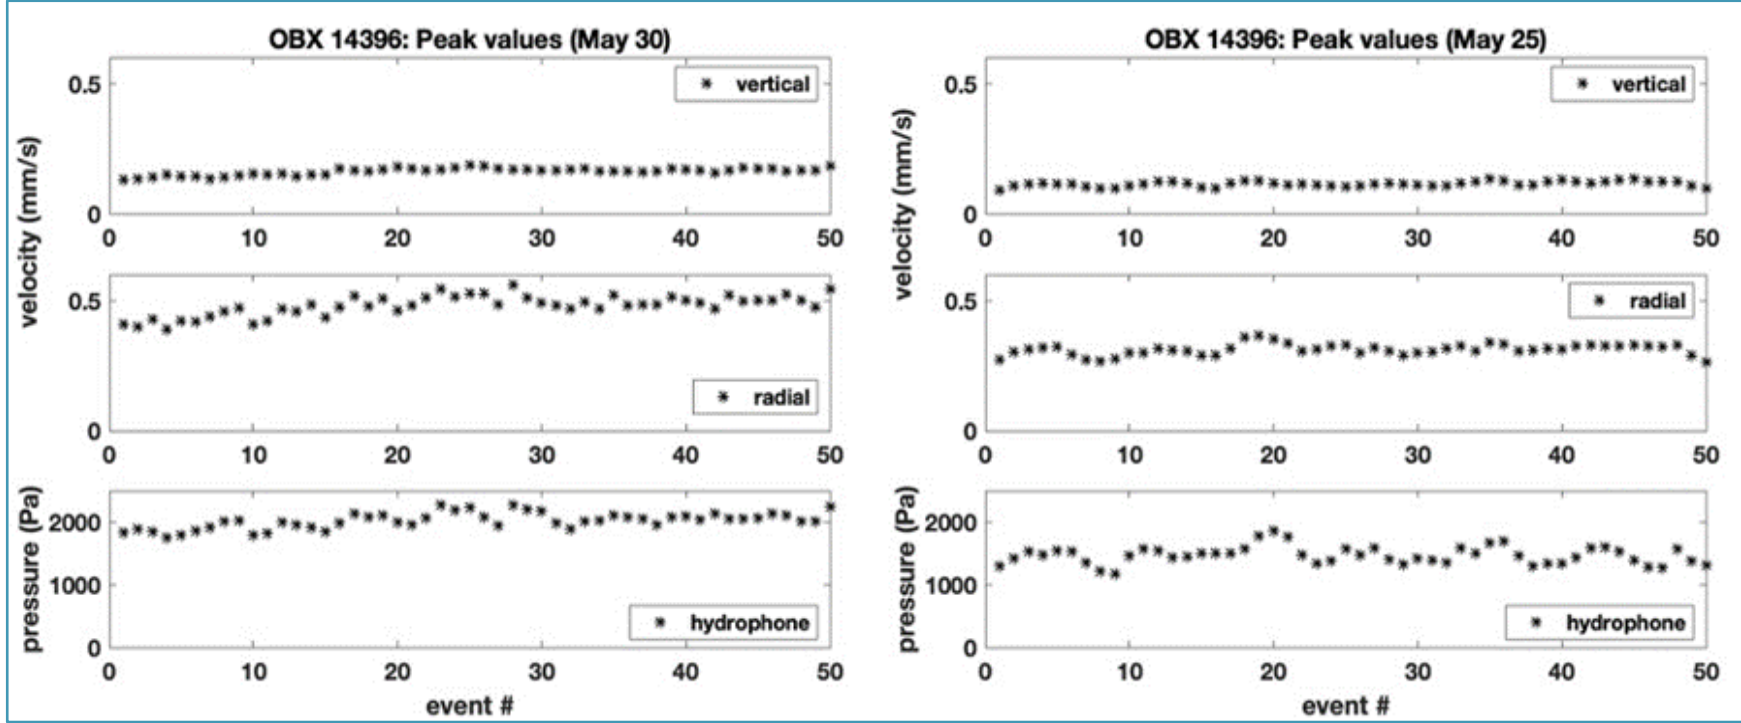 OBX 14396: Peak values (May 30)
velocity (mm/s)
0.5
0
vertical
0 10 20 30 40 50
0.5
0
radial
0 10 20 30 40 50
pressure (Pa)
2000
1000
0
hydrophone
0 10 20 30 40 50
event #
OBX 14396: Peak values (May 25)
velocity (mm/s)
0.5
0
vertical
0 10 20 30 40 50
0.5
0
radial
0 10 20 30 40 50
pressure (Pa)
2000
1000
0
hydrophone
0 10 20 30 40 50
event #